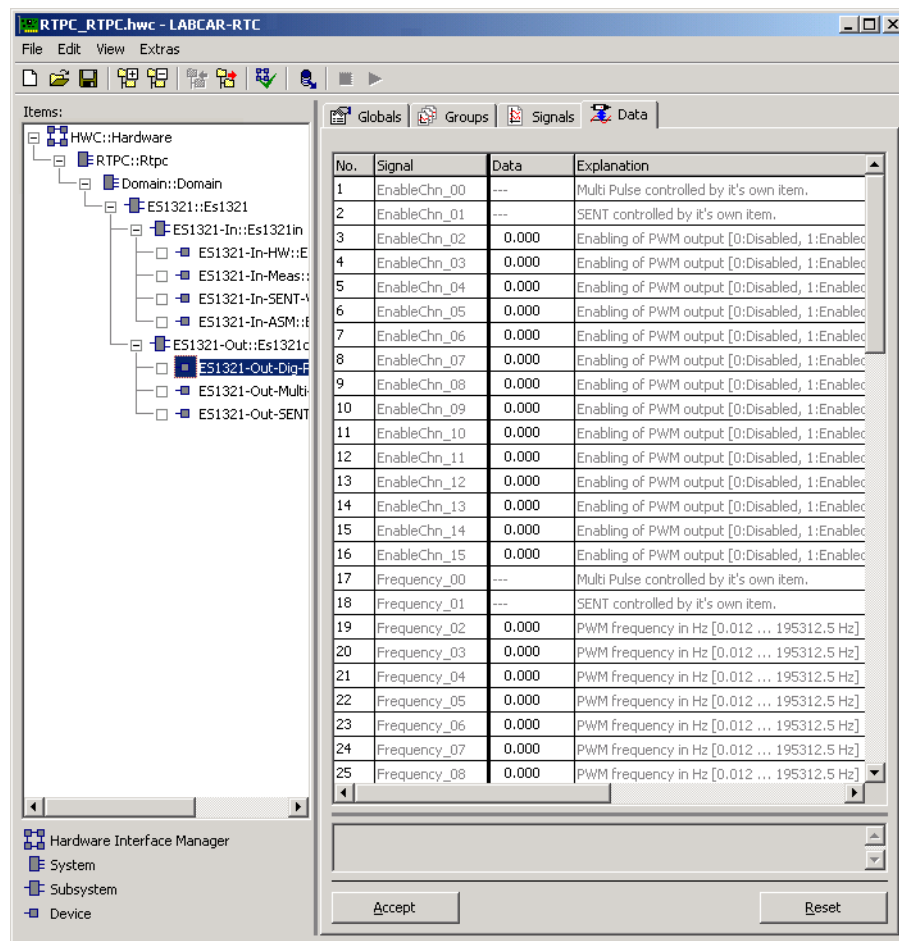 RTPC_RTPC.hwc - LABCAR-RTC
File Edit View Extras
Items:
HWC::Hardware
RTPC::Rtpc
Domain::Domain
ES1321::Es1321
ES1321-In::Es1321in
ES1321-In-HW::E
ES1321-In-Meas::
ES1321-In-SENT-
ES1321-In-ASM::E
ES1321-Out::Es1321c
ES1321-Out-Dig-P
ES1321-Out-Multi-
ES1321-Out-SENT
Hardware Interface Manager
System
Subsystem
Device
Globals Groups Signals Data
No. Signal Data Explanation
1 EnableChn_00 --- Multi Pulse controlled by it's own item.
2 EnableChn_01 --- SENT controlled by it's own item.
3 EnableChn_02 0.000 Enabling of PWM output [0:Disabled, 1:Enabled
4 EnableChn_03 0.000 Enabling of PWM output [0:Disabled, 1:Enabled
5 EnableChn_04 0.000 Enabling of PWM output [0:Disabled, 1:Enabled
6 EnableChn_05 0.000 Enabling of PWM output [0:Disabled, 1:Enabled
7 EnableChn_06 0.000 Enabling of PWM output [0:Disabled, 1:Enabled
8 EnableChn_07 0.000 Enabling of PWM output [0:Disabled, 1:Enabled
9 EnableChn_08 0.000 Enabling of PWM output [0:Disabled, 1:Enabled
10 EnableChn_09 0.000 Enabling of PWM output [0:Disabled, 1:Enabled
11 EnableChn_10 0.000 Enabling of PWM output [0:Disabled, 1:Enabled
12 EnableChn_11 0.000 Enabling of PWM output [0:Disabled, 1:Enabled
13 EnableChn_12 0.000 Enabling of PWM output [0:Disabled, 1:Enabled
14 EnableChn_13 0.000 Enabling of PWM output [0:Disabled, 1:Enabled
15 EnableChn_14 0.000 Enabling of PWM output [0:Disabled, 1:Enabled
16 EnableChn_15 0.000 Enabling of PWM output [0:Disabled, 1:Enabled
17 Frequency_00 --- Multi Pulse controlled by it's own item.
18 Frequency_01 --- SENT controlled by it's own item.
19 Frequency_02 0.000 PWM frequency in Hz [0.012 ... 195312.5 Hz]
20 Frequency_03 0.000 PWM frequency in Hz [0.012 ... 195312.5 Hz]
21 Frequency_04 0.000 PWM frequency in Hz [0.012 ... 195312.5 Hz]
22 Frequency_05 0.000 PWM frequency in Hz [0.012 ... 195312.5 Hz]
23 Frequency_06 0.000 PWM frequency in Hz [0.012 ... 195312.5 Hz]
24 Frequency_07 0.000 PWM frequency in Hz [0.012 ... 195312.5 Hz]
25 Frequency_08 0.000 PWM frequency in Hz [0.012 ... 195312.5 Hz]
Accept Reset